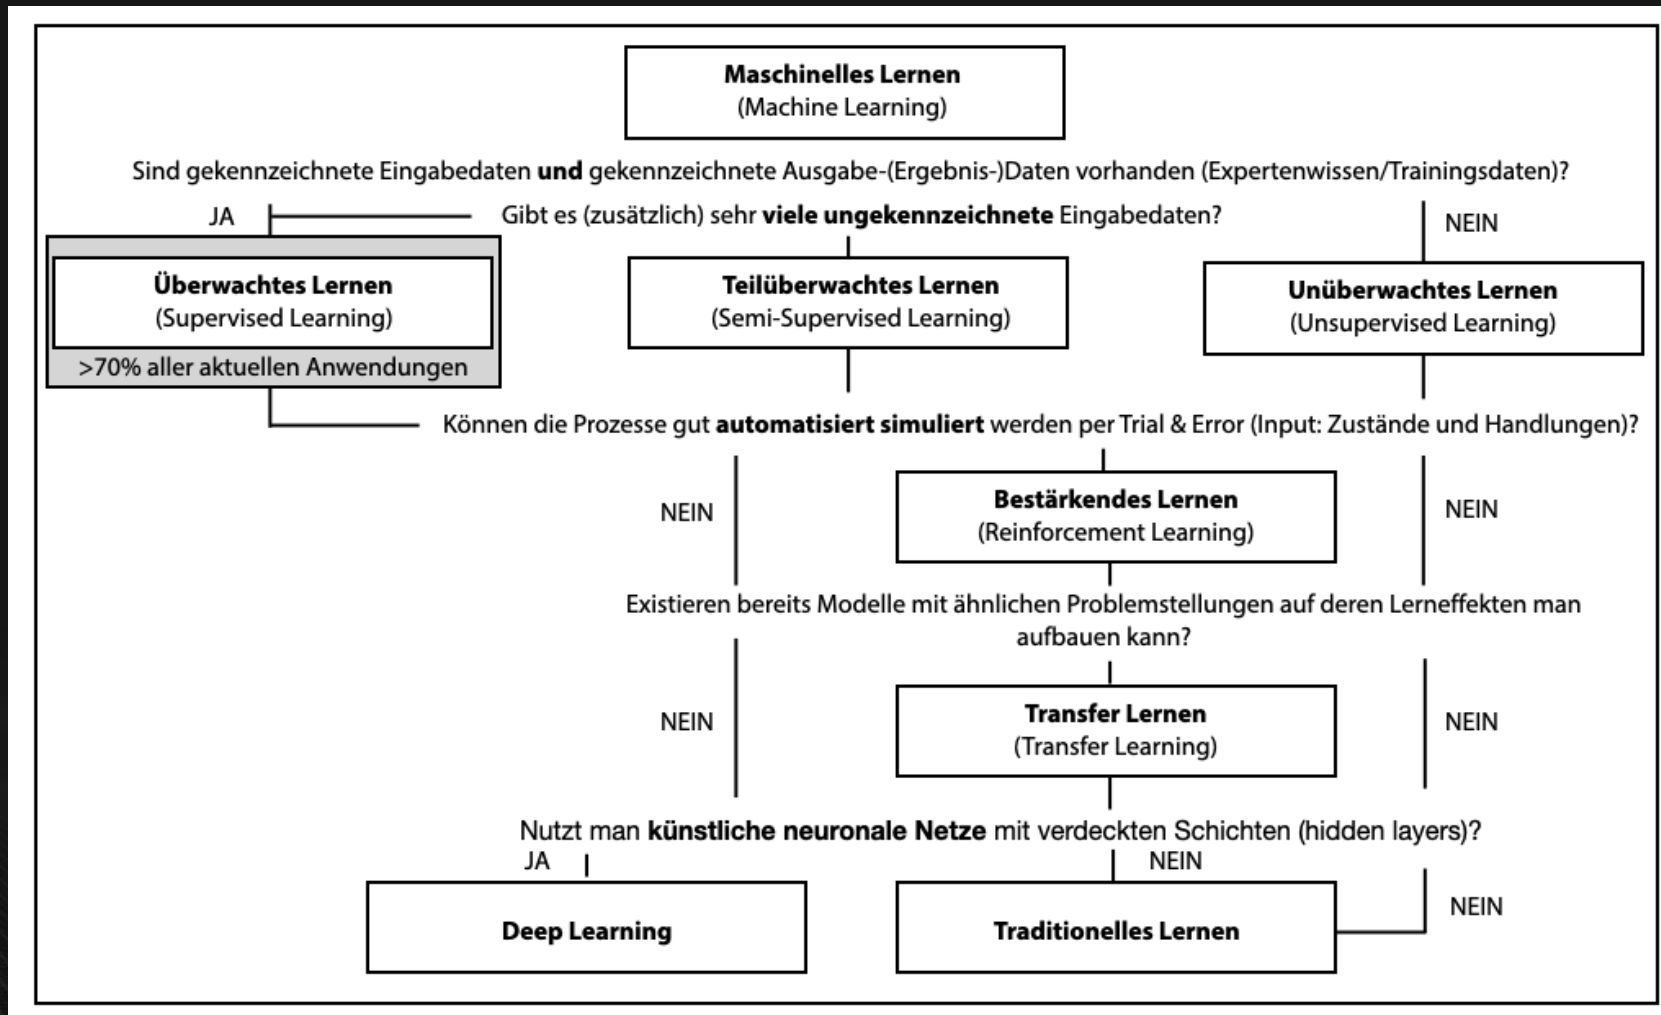 Maschinelles Lernen
(Machine Learning)
Sind gekennzeichnete Eingabedaten und gekennzeichnete Ausgabe-(Ergebnis-)Daten vorhanden (Expertenwissen/Trainingsdaten)?
JA
Gibt es (zusätzlich) sehr viele ungekennzeichnete Eingabedaten?
NEIN
Überwachtes Lernen
(Supervised Learning)
>70% aller aktuellen Anwendungen
Teilüberwachtes Lernen
(Semi-Supervised Learning)
Unüberwachtes Lernen
(Unsupervised Learning)
Können die Prozesse gut automatisiert simuliert werden per Trial & Error (Input: Zustände und Handlungen)?
NEIN
Bestärkendes Lernen
(Reinforcement Learning)
NEIN
Existieren bereits Modelle mit ähnlichen Problemstellungen auf deren Lerneffekten man
aufbauen kann?
NEIN
Transfer Lernen
(Transfer Learning)
NEIN
Nutzt man künstliche neuronale Netze mit verdeckten Schichten (hidden layers)?
JA
NEIN
Deep Learning
Traditionelles Lernen
NEIN